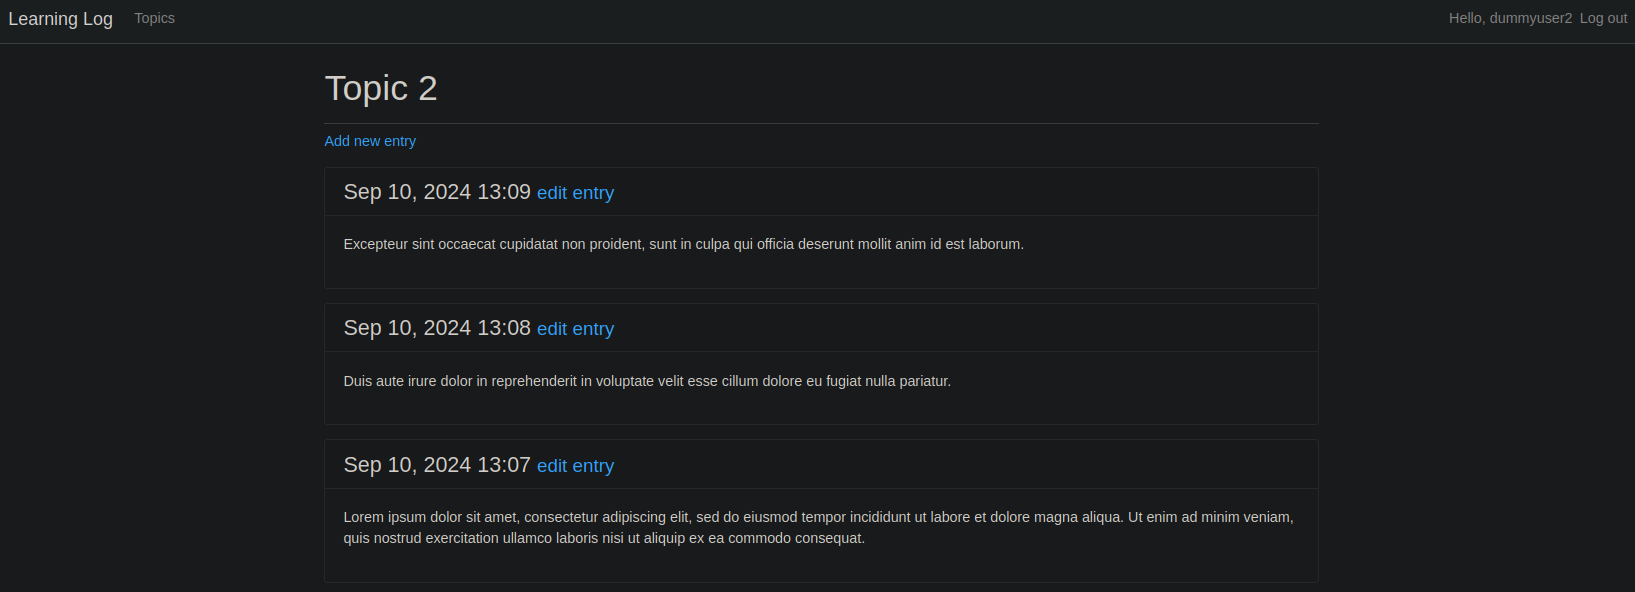 Learning Log Topics Hello, dummyuser2 Log out
Topic 2
Add new entry
Sep 10, 2024 13:09 edit entry
Excepteur sint occaecat cupidatat non proident, sunt in culpa qui officia deserunt mollit anim id est laborum.
Sep 10, 2024 13:08 edit entry
Duis aute irure dolor in reprehenderit in voluptate velit esse cillum dolore eu fugiat nulla pariatur.
Sep 10, 2024 13:07 edit entry
Lorem ipsum dolor sit amet, consectetur adipiscing elit, sed do eiusmod tempor incididunt ut labore et dolore magna aliqua. Ut enim ad minim veniam,
quis nostrud exercitation ullamco laboris nisi ut aliquip ex ea commodo consequat.